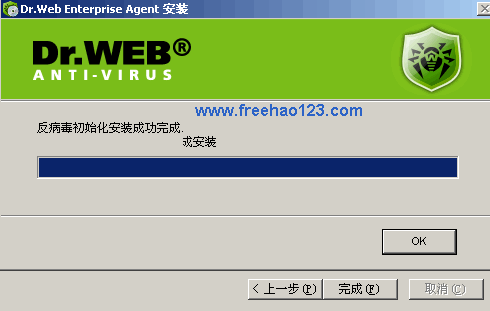 Dr.Web Enterprise Agent 安装
Dr.WEB®
ANTI-VIRUS
www.freehao123.com
反病毒初始化安装成功完成.
或安装
OK
< 上一步(P)
完成(F)
取消(C)